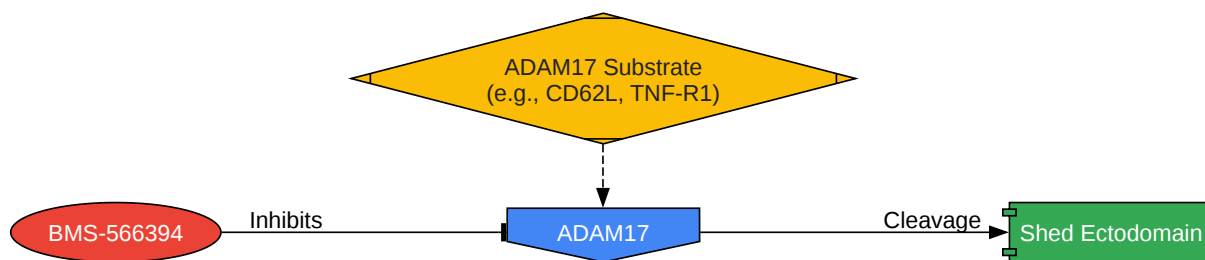 ADAM17 Substrate
(e.g., CD62L, TNF-R1)
BMS-566394
Inhibits
ADAM17
Cleavage
Shed Ectodomain